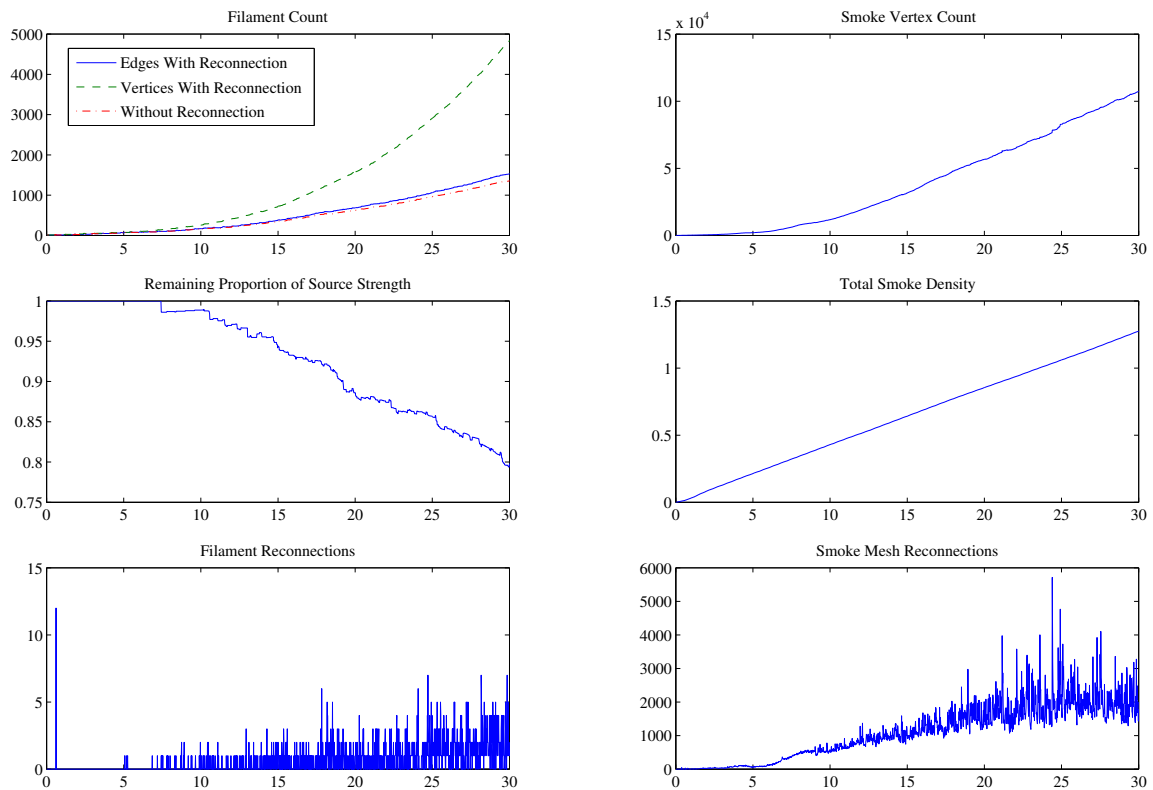 Filament Count
5000
4000
3000
2000
1000
0
Edges With Reconnection
Vertices With Reconnection
Without Reconnection
0 5 10 15 20 25 30
Smoke Vertex Count
x 10^4
15
10
5
0
0 5 10 15 20 25 30
Remaining Proportion of Source Strength
1
0.95
0.9
0.85
0.8
0.75
0 5 10 15 20 25 30
Total Smoke Density
1.5
1
0.5
0
0 5 10 15 20 25 30
Filament Reconnections
15
10
5
0
0 5 10 15 20 25 30
Smoke Mesh Reconnections
6000
5000
4000
3000
2000
1000
0
0 5 10 15 20 25 30